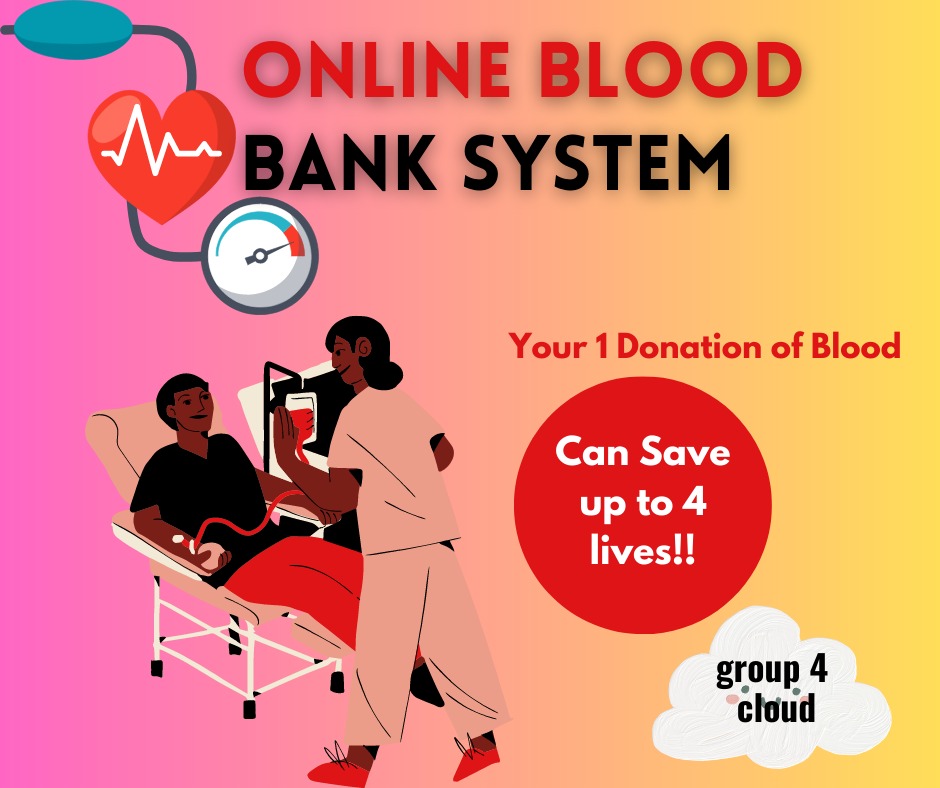 ONLINE BLOOD
BANK SYSTEM
Your 1 Donation of Blood
Can Save
up to 4
lives!!
group 4
cloud